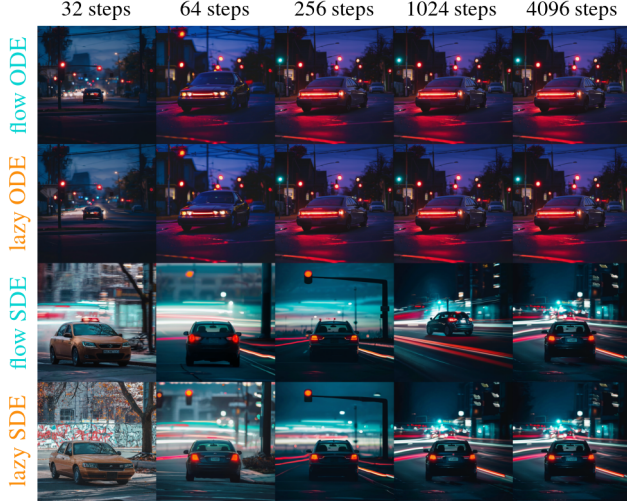 32 steps
64 steps
256 steps
1024 steps
4096 steps
flow ODE
lazy ODE
flow SDE
lazy SDE